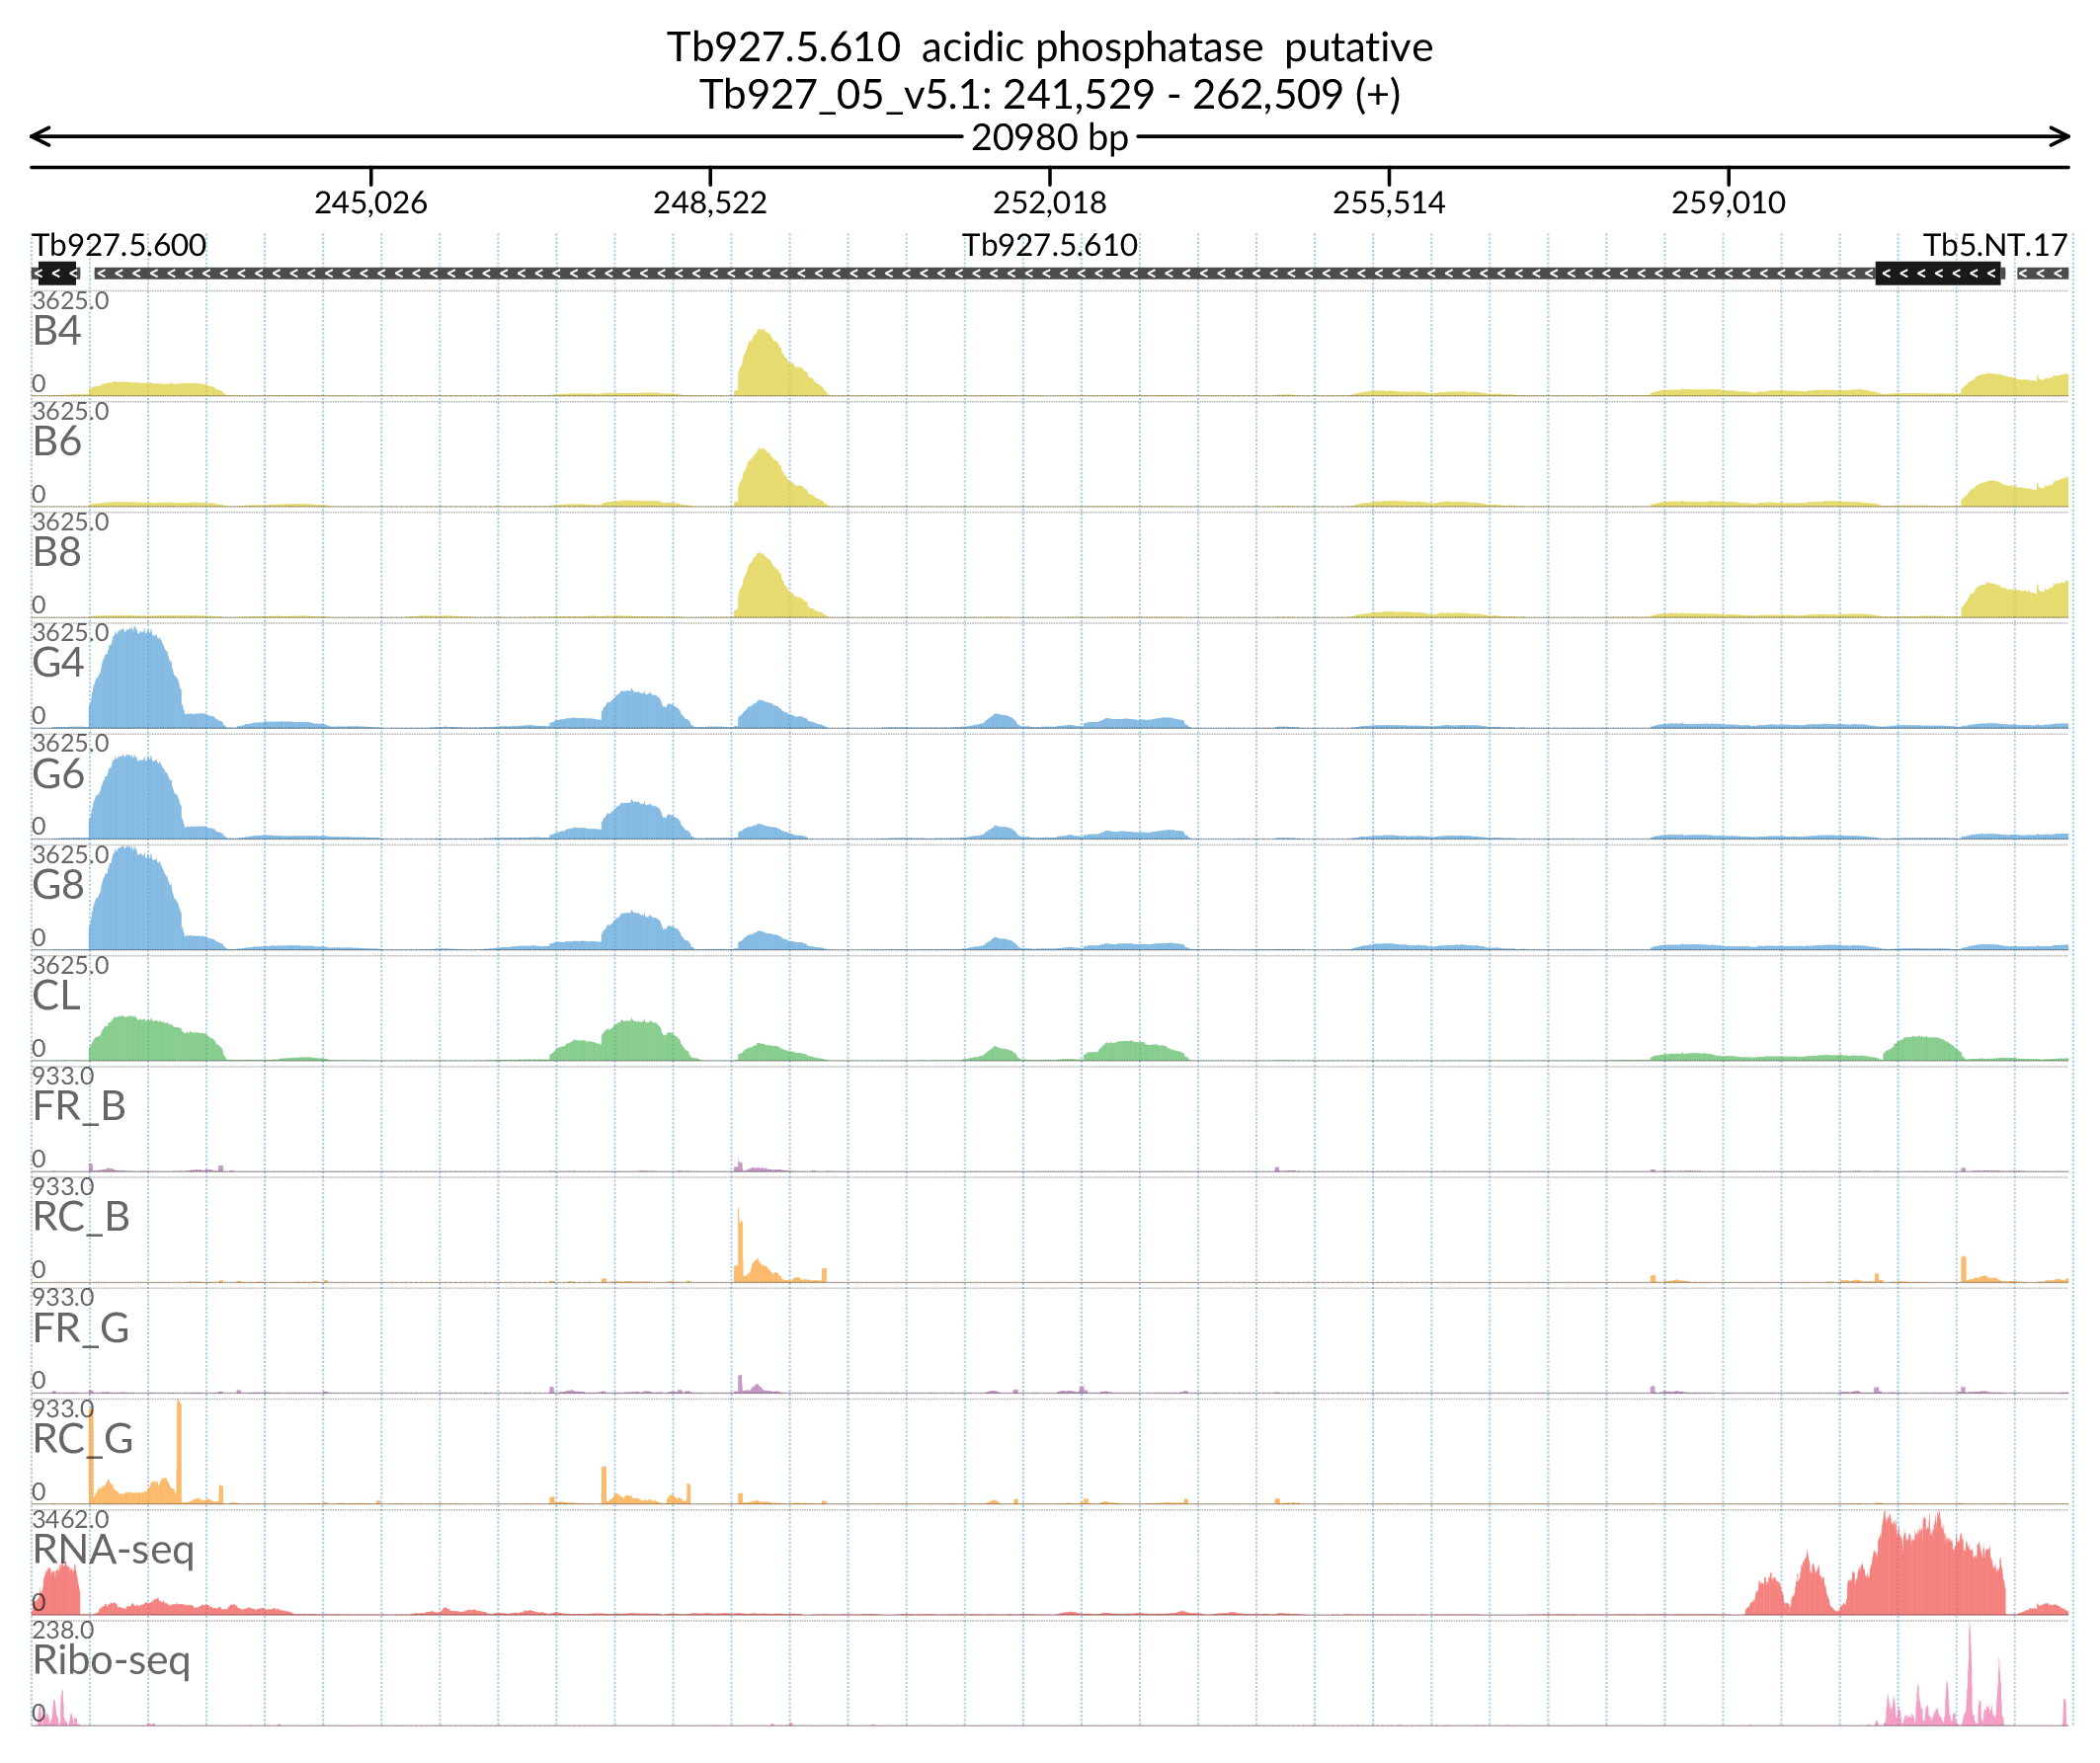 Tb927.5.610 acidic phosphatase putative
Tb927_05_v5.1: 241,529 - 262,509 (+)
20980 bp
245,026 248,522 252,018 255,514 259,010
Tb927.5.600 Tb927.5.610 Tb5.NT.17
3625.0
B4
0
3625.0
B6
0
3625.0
B8
0
3625.0
G4
0
3625.0
G6
0
3625.0
G8
0
3625.0
CL
0
933.0
FR_B
0
933.0
RC_B
0
933.0
FR_G
0
933.0
RC_G
0
3462.0
RNA-seq
0
238.0
Ribo-seq
0